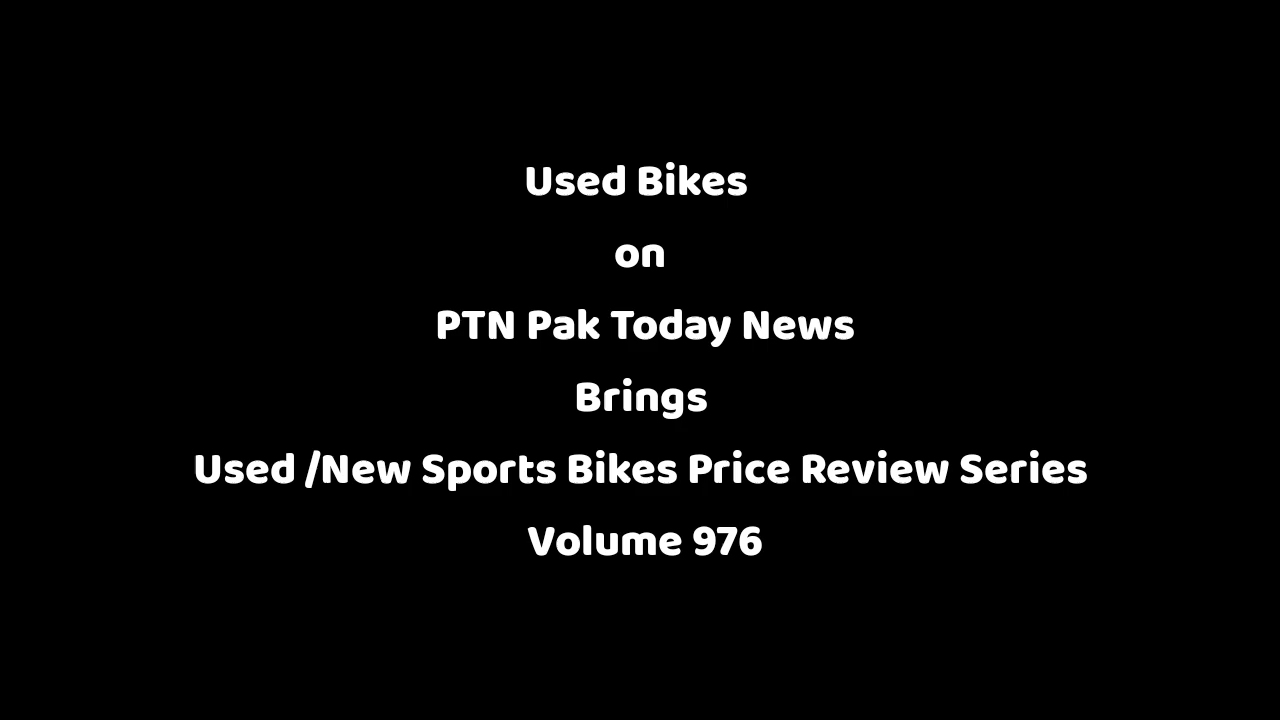 Used Bikes
on
PTN Pak Today News
Brings
Used /New Sports Bikes Price Review Series
Volume 976